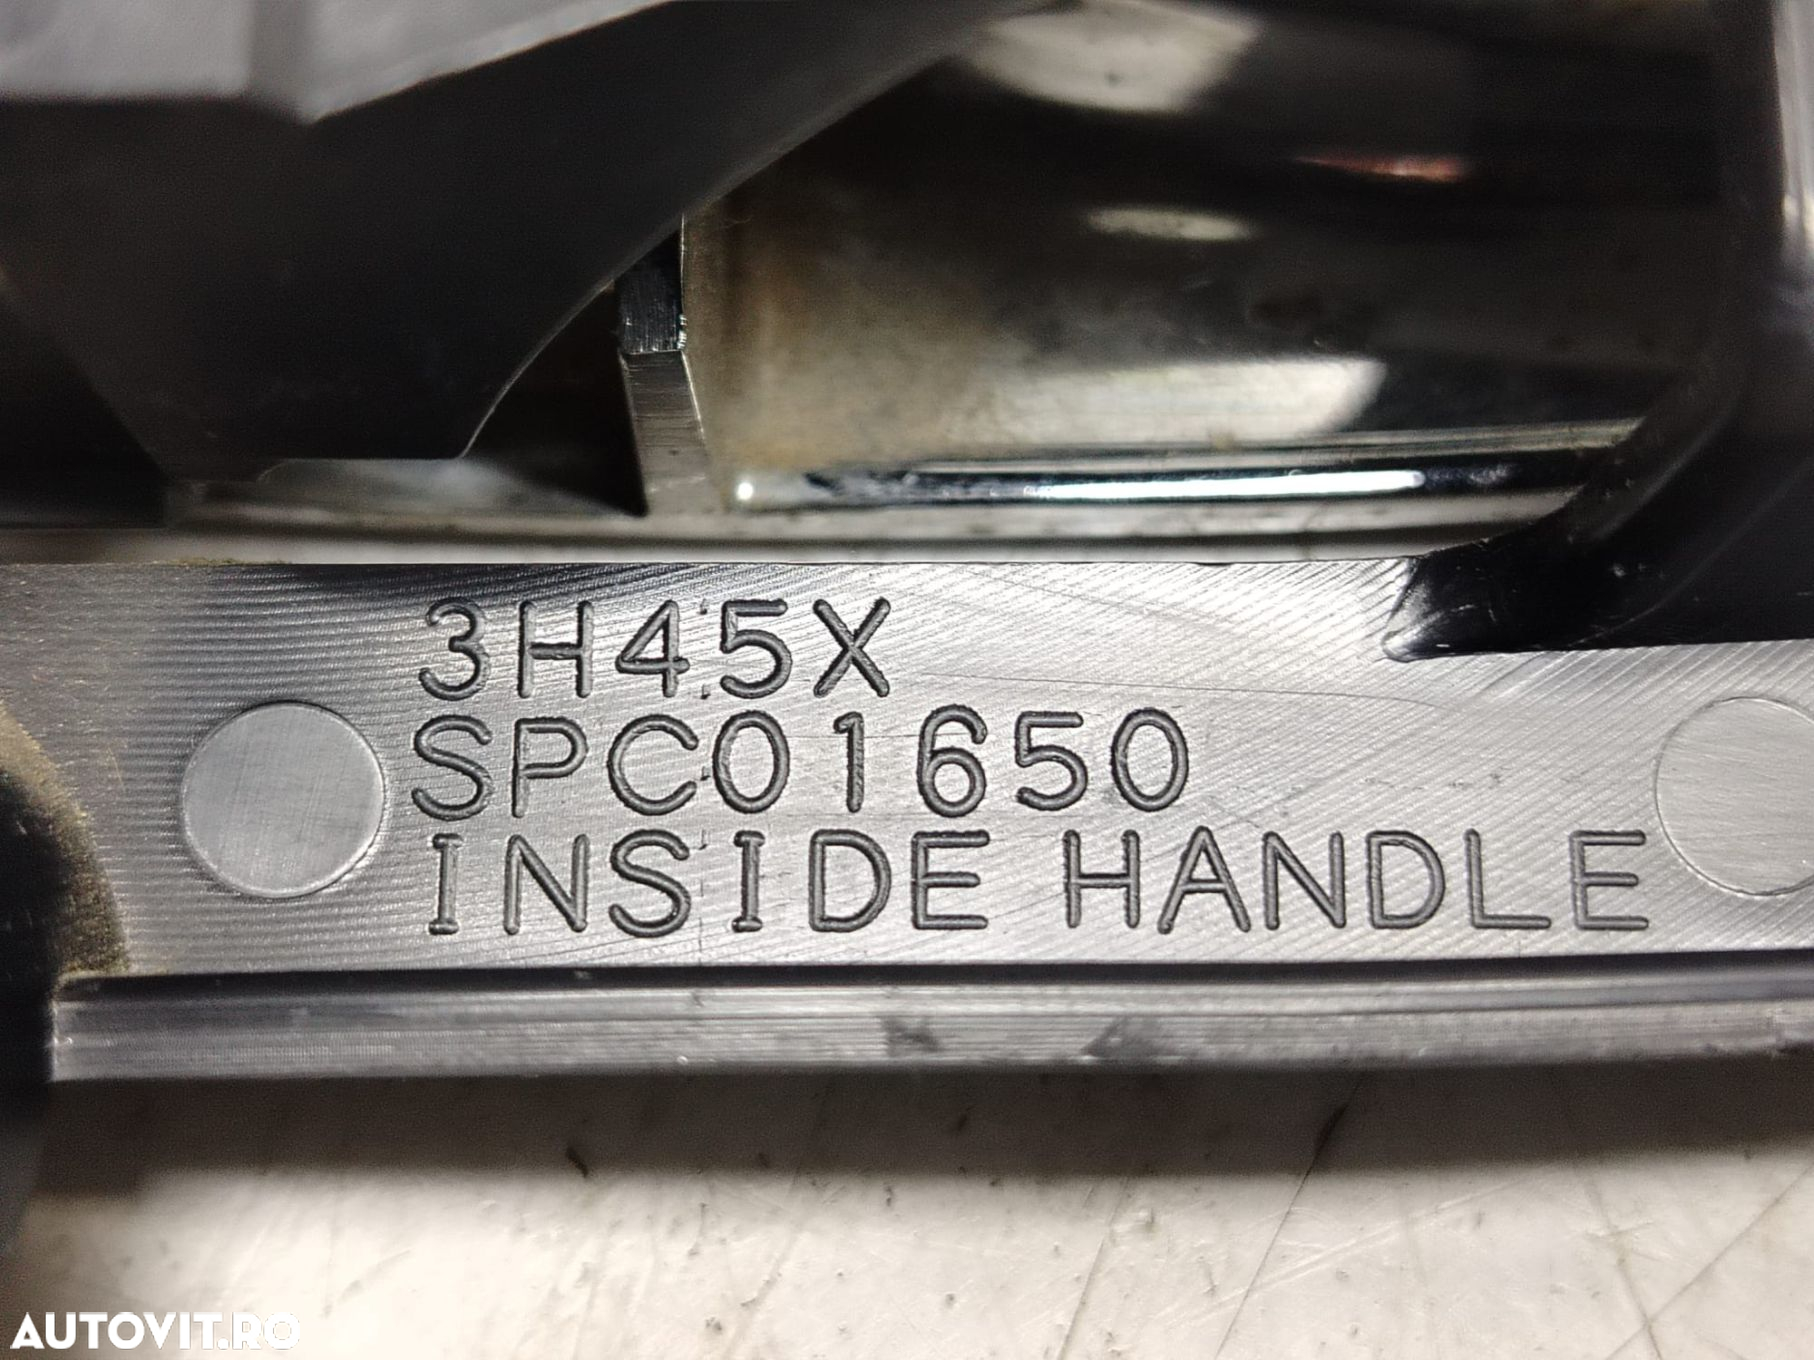 3H45X
SPC01650
INSIDE HANDLE
AUTOVIT.RO